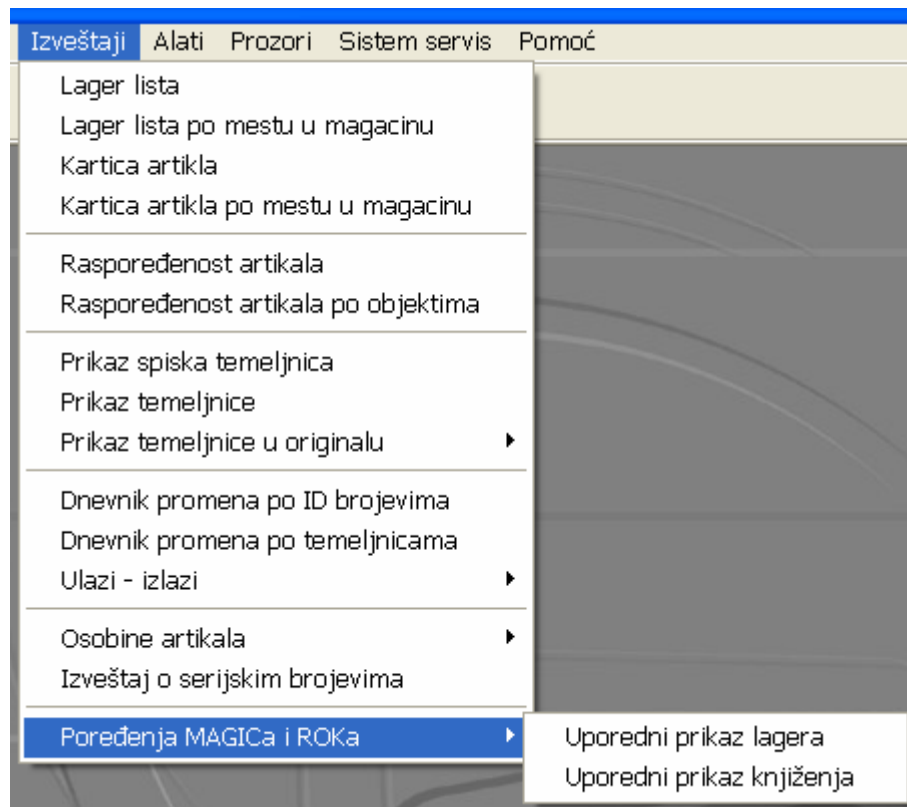 Izveštaji Alati Prozori Sistem servis Pomoć
Lager lista
Lager lista po mestu u magacinu
Kartica artikla
Kartica artikla po mestu u magacinu
Raspoređenost artikala
Raspoređenost artikala po objektima
Prikaz spiska temeljnica
Prikaz temeljnice
Prikaz temeljnice u originalu
Dnevnik promena po ID brojevima
Dnevnik promena po temeljnicama
Ulazi - izlazi
Osobine artikala
Izveštaj o serijskim brojevima
Poređenja MAGICa i ROKa
Uporedni prikaz lagera
Uporedni prikaz knjiženja